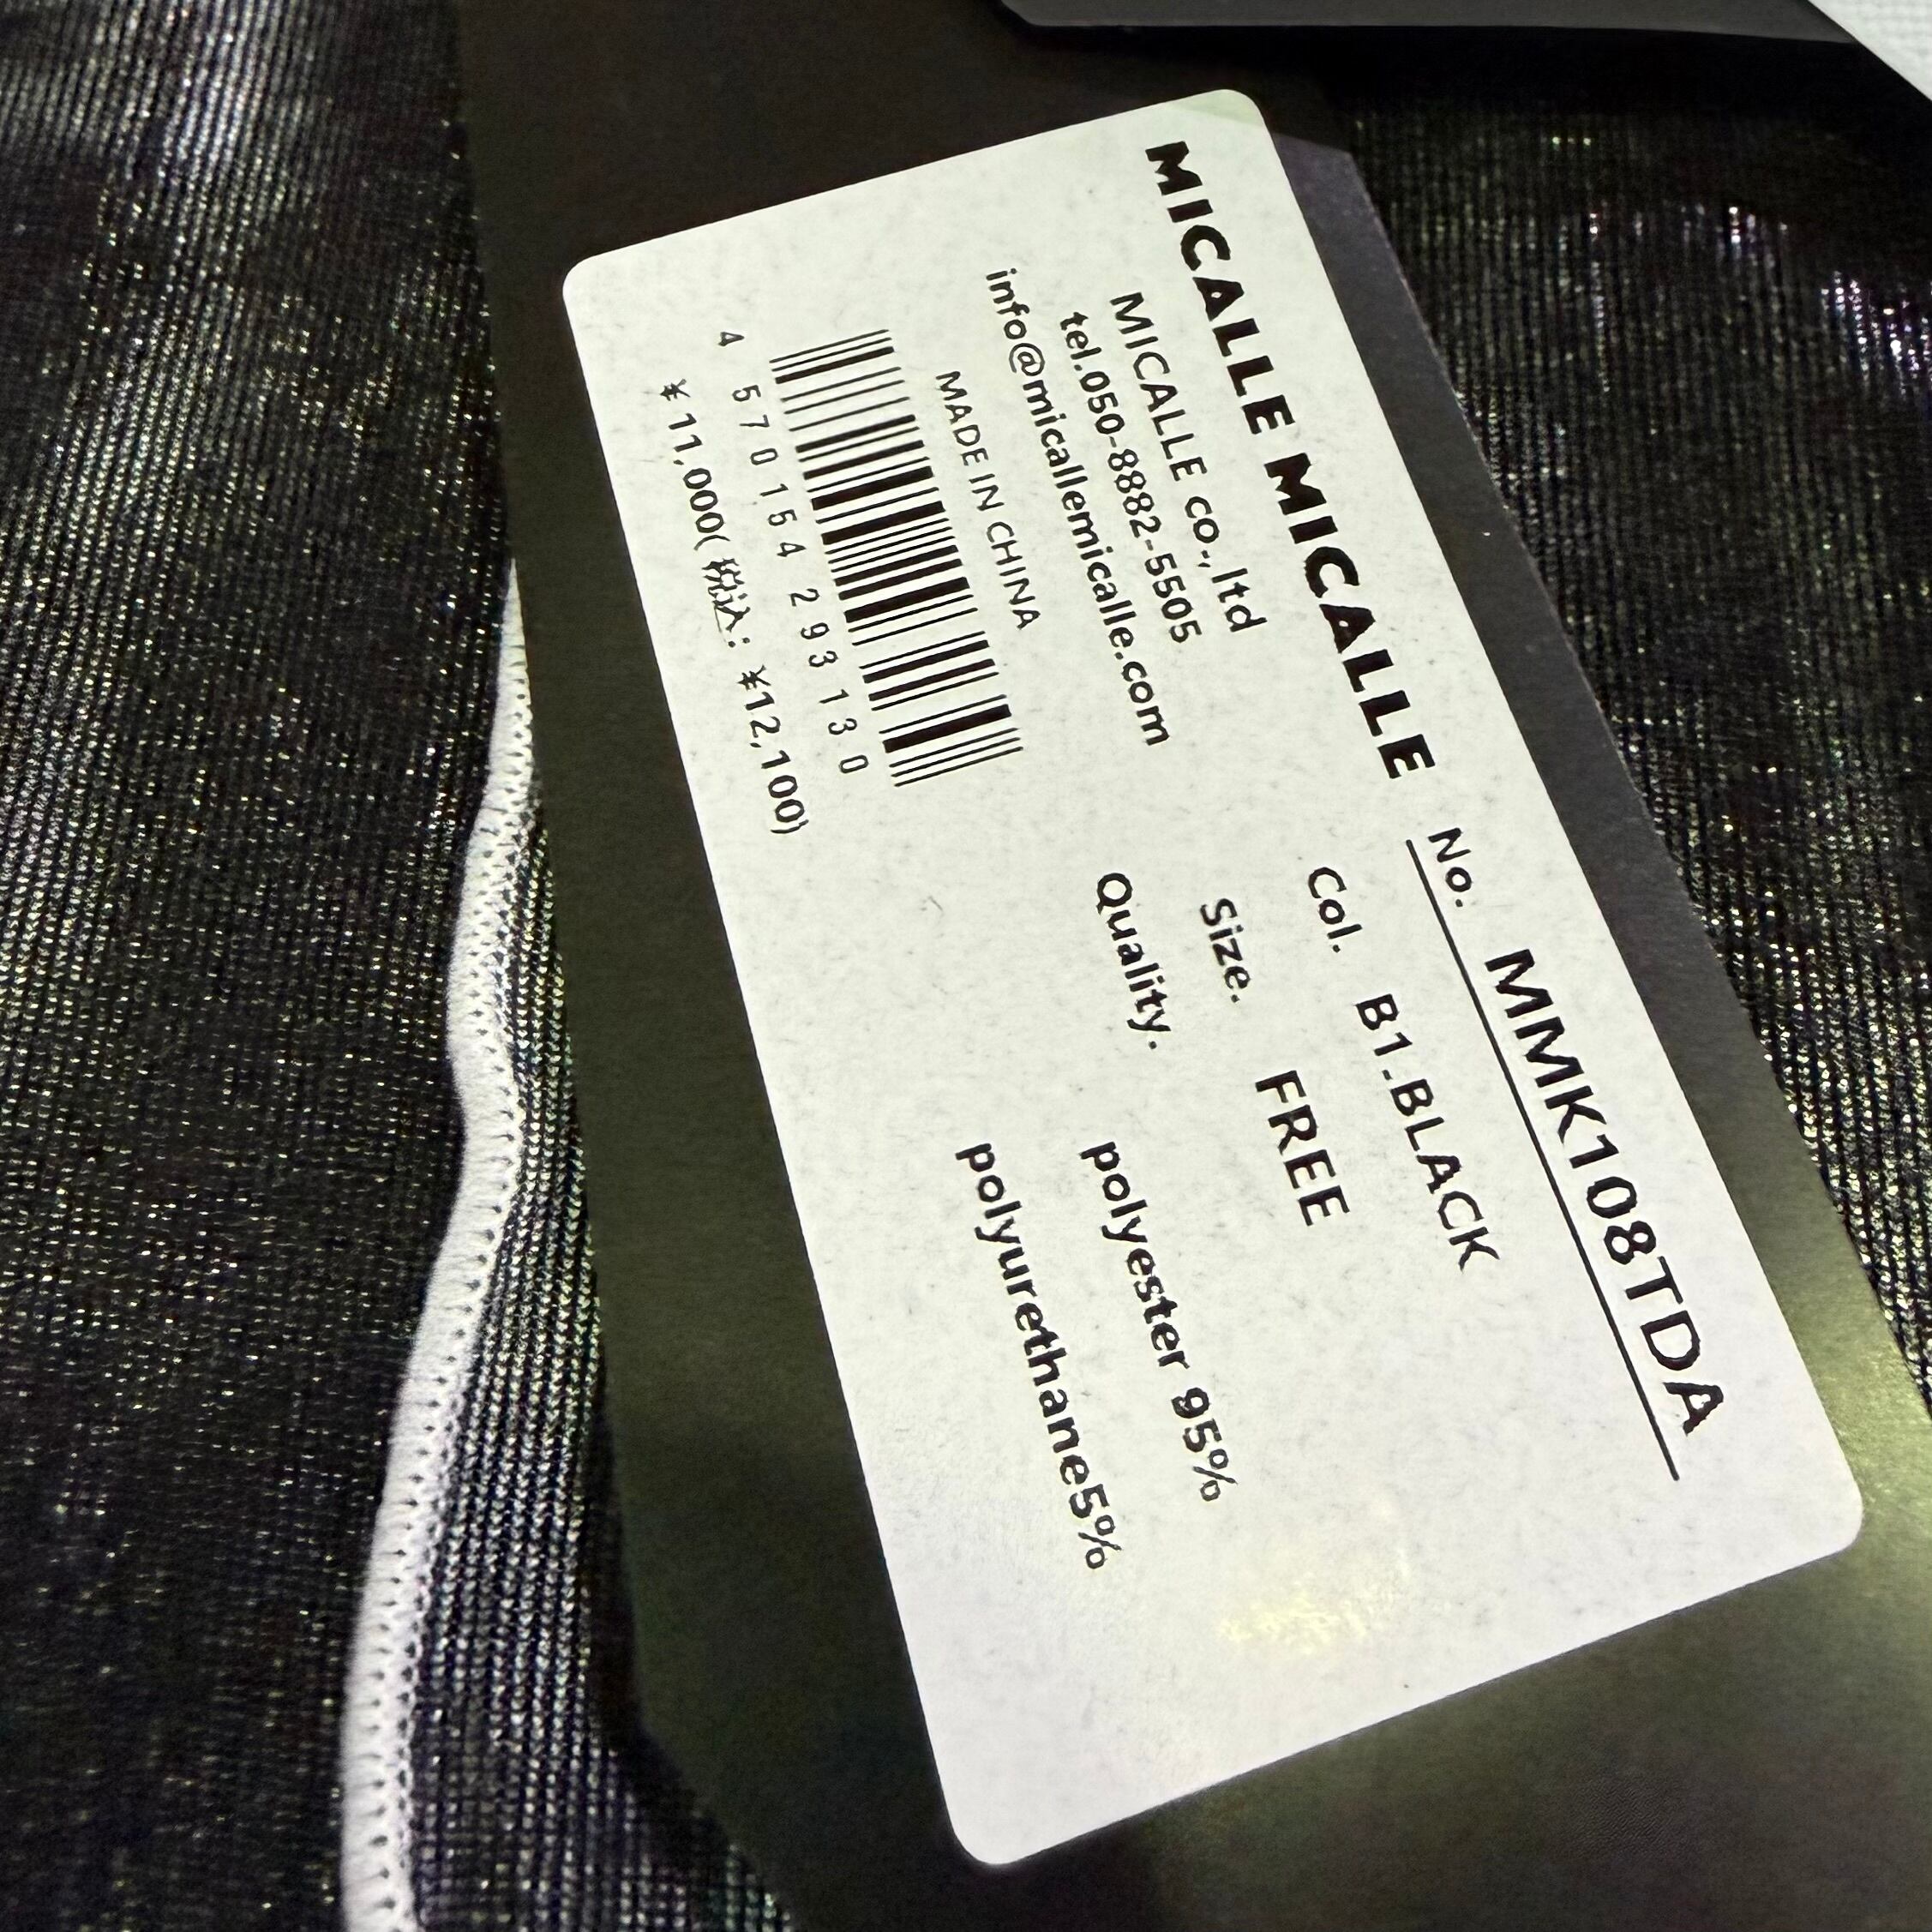 MICALLE MICALLE
MICALLE co.,ltd
tel.050-8882-5505
info@micallemicalle.com
MADE IN CHINA
4 570154 293130
¥11,000(税込: ¥12,100)
No. MMK108TDA
Col. B1.BLACK
Size. FREE
Quality. polyester 95%
polyurethane5%